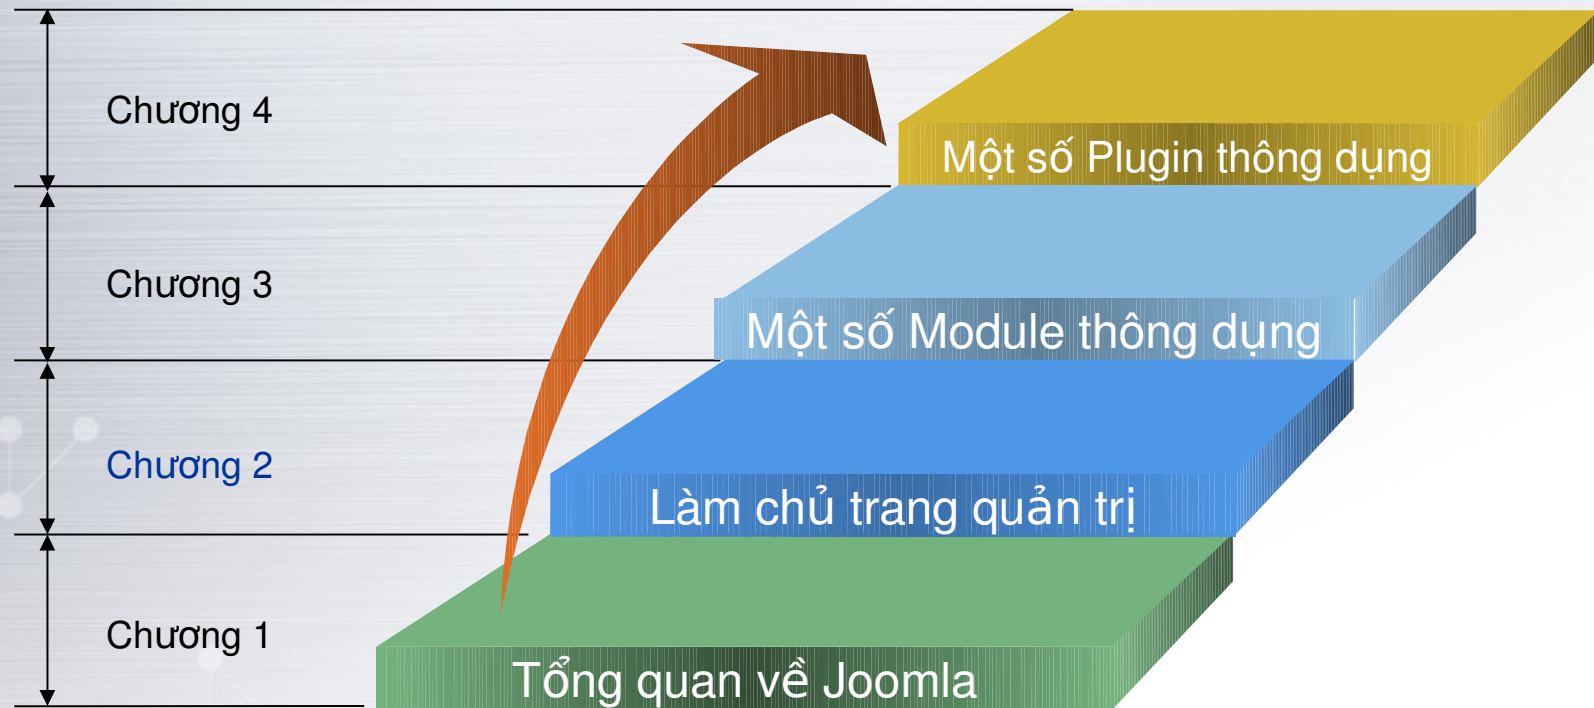 Chương 4
Một số Plugin thông dụng
Chương 3
Một số Module thông dụng
Chương 2
Làm chủ trang quản trị
Chương 1
Tổng quan về Joomla